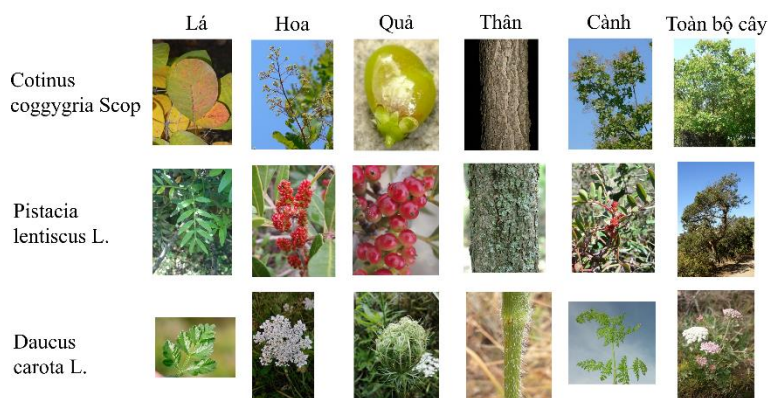 Lá Hoa Quả Thân Cành Toàn bộ cây
Cotinus
coggygria Scop
Pistacia
lentiscus L.
Daucus
carota L.